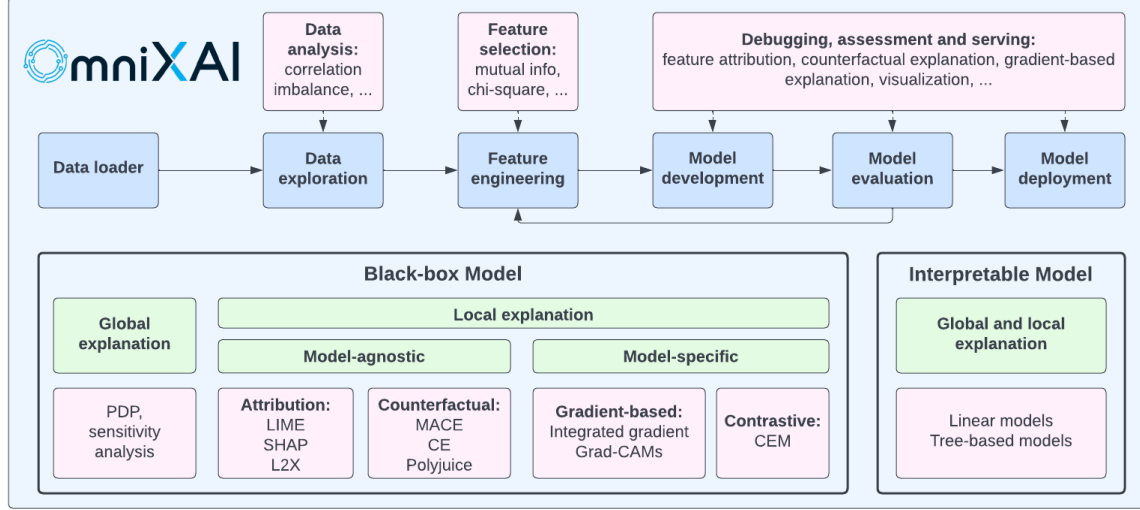 OmniXAI
Data
analysis:
correlation
imbalance, ...
Feature
selection:
mutual info,
chi-square, ...
Debugging, assessment and serving:
feature attribution, counterfactual explanation, gradient-based
explanation, visualization, ...
Data loader
Data
exploration
Feature
engineering
Model
development
Model
evaluation
Model
deployment
Black-box Model
Global
explanation
Local explanation
Model-agnostic
Model-specific
PDP,
sensitivity
analysis
Attribution:
LIME
SHAP
L2X
Counterfactual:
MACE
CE
Polyjuice
Gradient-based:
Integrated gradient
Grad-CAMs
Contrastive:
CEM
Interpretable Model
Global and local
explanation
Linear models
Tree-based models